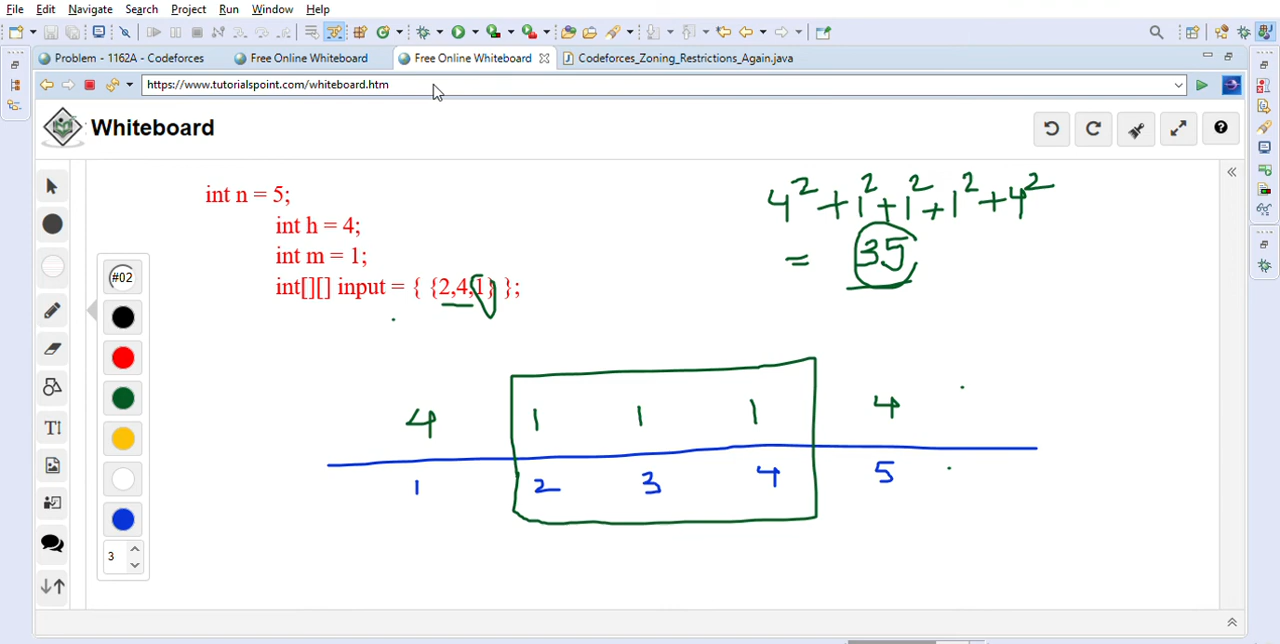 File Edit Navigate Search Project Run Window Help
Problem - 1162A - Codeforces Free Online Whiteboard Free Online Whiteboard Codeforces_Zoning_Restrictions_Again.java
https://www.tutorialspoint.com/whiteboard.htm
Whiteboard
int n = 5;
int h = 4;
int m = 1;
int[][] input = { {2,4,1} };
4² + 1² + 1² + 1² + 4²
= 35
#02
4 1 1 1 4
1 2 3 4 5
TI
3